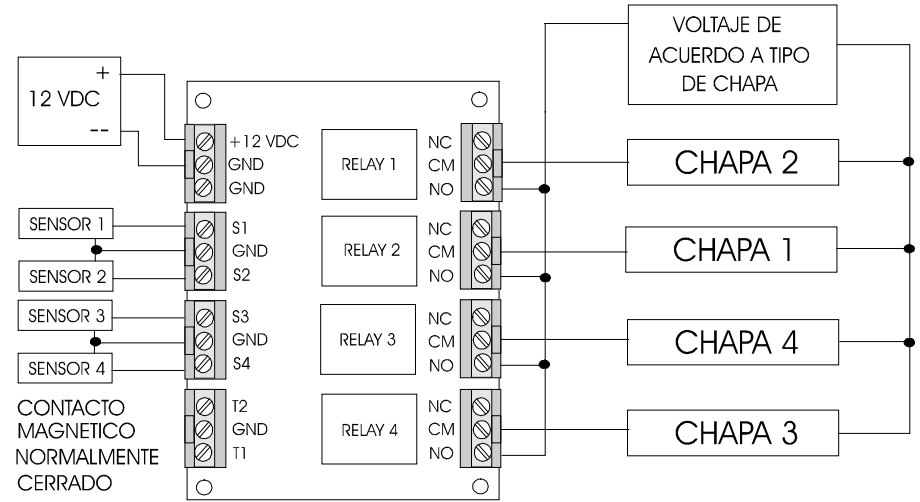 VOLTAJE DE
ACUERDO A TIPO
DE CHAPA
+
12 VDC
--
+12 VDC
GND
GND
RELAY 1
NC
CM
NO
CHAPA 2
SENSOR 1
SENSOR 2
S1
GND
S2
RELAY 2
NC
CM
NO
CHAPA 1
SENSOR 3
SENSOR 4
S3
GND
S4
RELAY 3
NC
CM
NO
CHAPA 4
CONTACTO
MAGNETICO
NORMALMENTE
CERRADO
T2
GND
T1
RELAY 4
NC
CM
NO
CHAPA 3